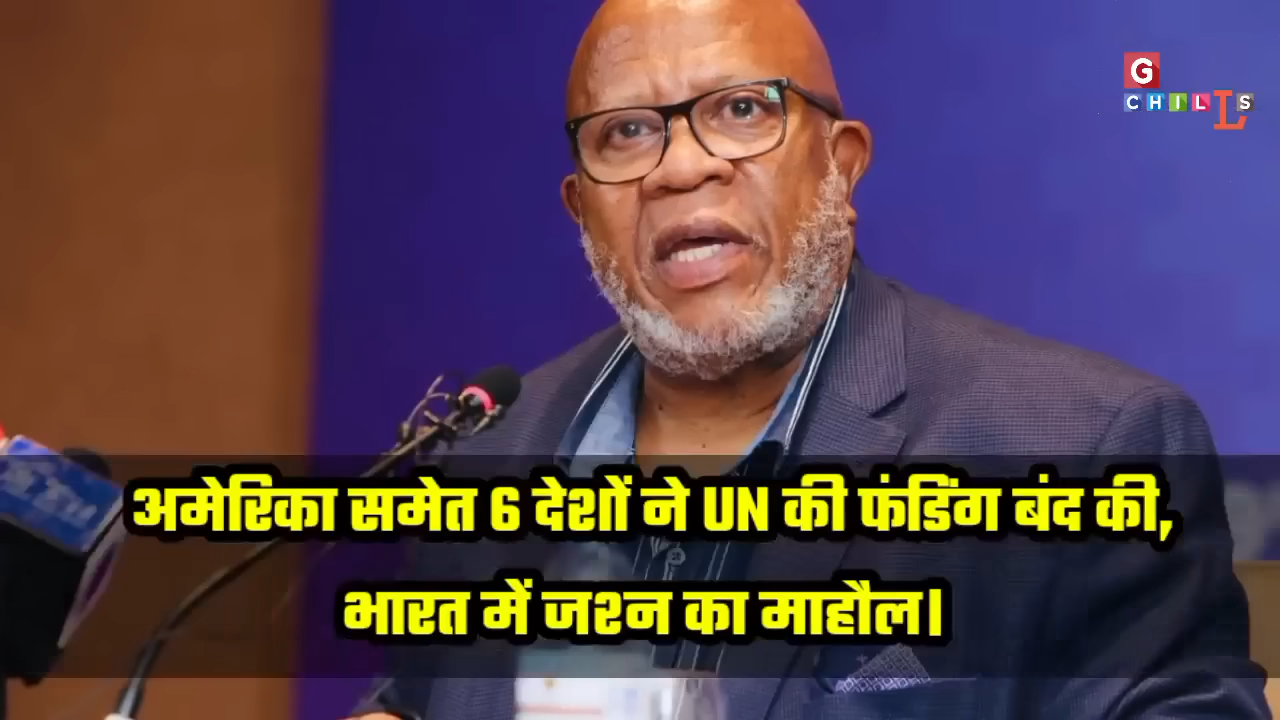 G
CHILLS
अमेरिका समेत 6 देशों ने UN की फंडिंग बंद की,
भारत में जश्न का माहौल।